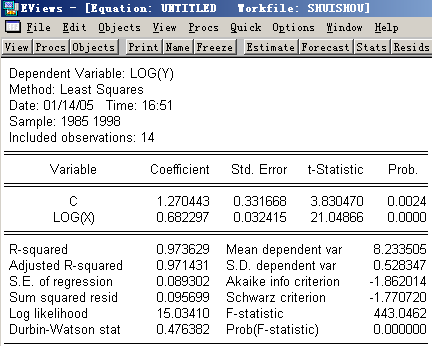 EViews - [Equation: UNTITLED Workfile: SHUISHOU]
File Edit Objects View Procs Quick Options Window Help
View Procs Objects Print Name Freeze Estimate Forecast Stats Resids
Dependent Variable: LOG(Y)
Method: Least Squares
Date: 01/14/05 Time: 16:51
Sample: 1985 1998
Included observations: 14
Variable Coefficient Std. Error t-Statistic Prob.
C 1.270443 0.331668 3.830470 0.0024
LOG(X) 0.682297 0.032415 21.04866 0.0000
R-squared 0.973629 Mean dependent var 8.233505
Adjusted R-squared 0.971431 S.D. dependent var 0.528347
S.E. of regression 0.089302 Akaike info criterion -1.862014
Sum squared resid 0.095699 Schwarz criterion -1.770720
Log likelihood 15.03410 F-statistic 443.0462
Durbin-Watson stat 0.476382 Prob(F-statistic) 0.000000